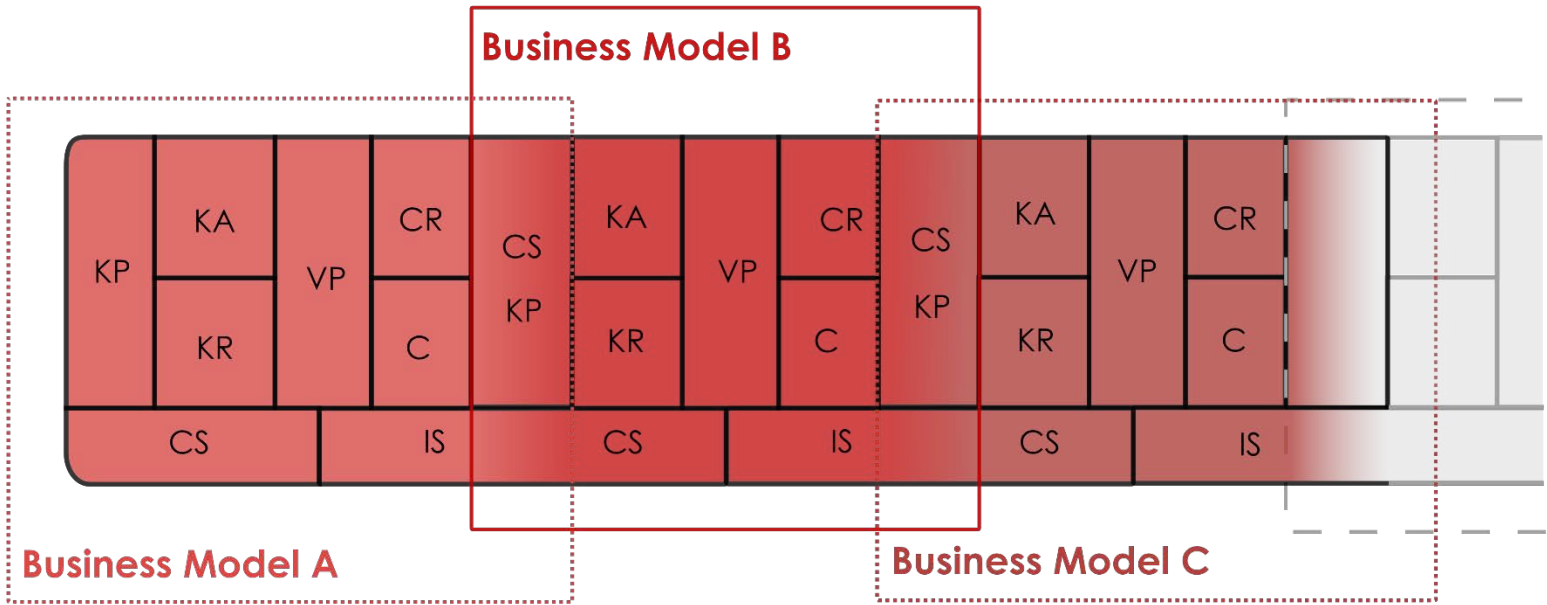 Business Model B
KP
KA
KR
VP
CR
C
CS
KP
KA
KR
VP
CR
C
CS
KP
KA
KR
VP
CR
C
CS
IS
CS
IS
CS
IS
Business Model A
Business Model C